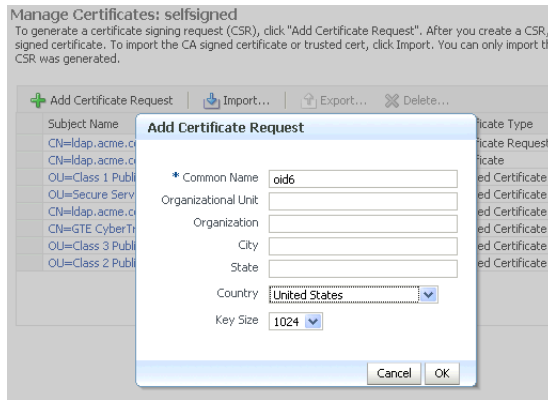 Manage Certificates: selfsigned
To generate a certificate signing request (CSR), click "Add Certificate Request". After you create a CSR,
signed certificate. To import the CA signed certificate or trusted cert, click Import. You can only import th
CSR was generated.
Add Certificate Request Import... Export... Delete...
Subject Name ficate Type
CN=ldap.acme.co ficate Request
CN=ldap.acme.co ficate
OU=Class 1 Publi ed Certificate
OU=Secure Serv ed Certificate
CN=ldap.acme.co ed Certificate
CN=GTE CyberTr ed Certificate
OU=Class 3 Publi ed Certificate
OU=Class 2 Publi ed Certificate
Add Certificate Request
* Common Name oid6
Organizational Unit
Organization
City
State
Country United States
Key Size 1024
Cancel OK